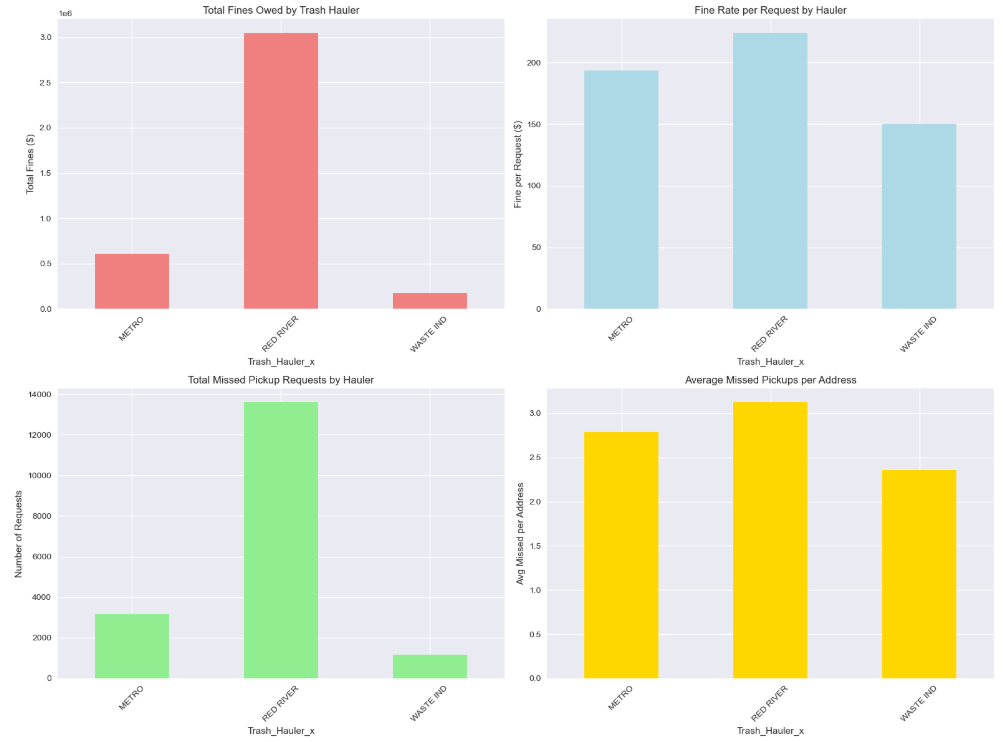 Total Fines Owed by Trash Hauler
1e6
3.0
2.5
2.0
1.5
1.0
0.5
0.0
Total Fines ($)
METRO
RED RIVER
WASTE IND
Trash_Hauler_x
Fine Rate per Request by Hauler
200
150
100
50
0
Fine per Request ($)
METRO
RED RIVER
WASTE IND
Trash_Hauler_x
Total Missed Pickup Requests by Hauler
14000
12000
10000
8000
6000
4000
2000
0
Number of Requests
METRO
RED RIVER
WASTE IND
Trash_Hauler_x
Average Missed Pickups per Address
3.0
2.5
2.0
1.5
1.0
0.5
0.0
Avg Missed per Address
METRO
RED RIVER
WASTE IND
Trash_Hauler_x